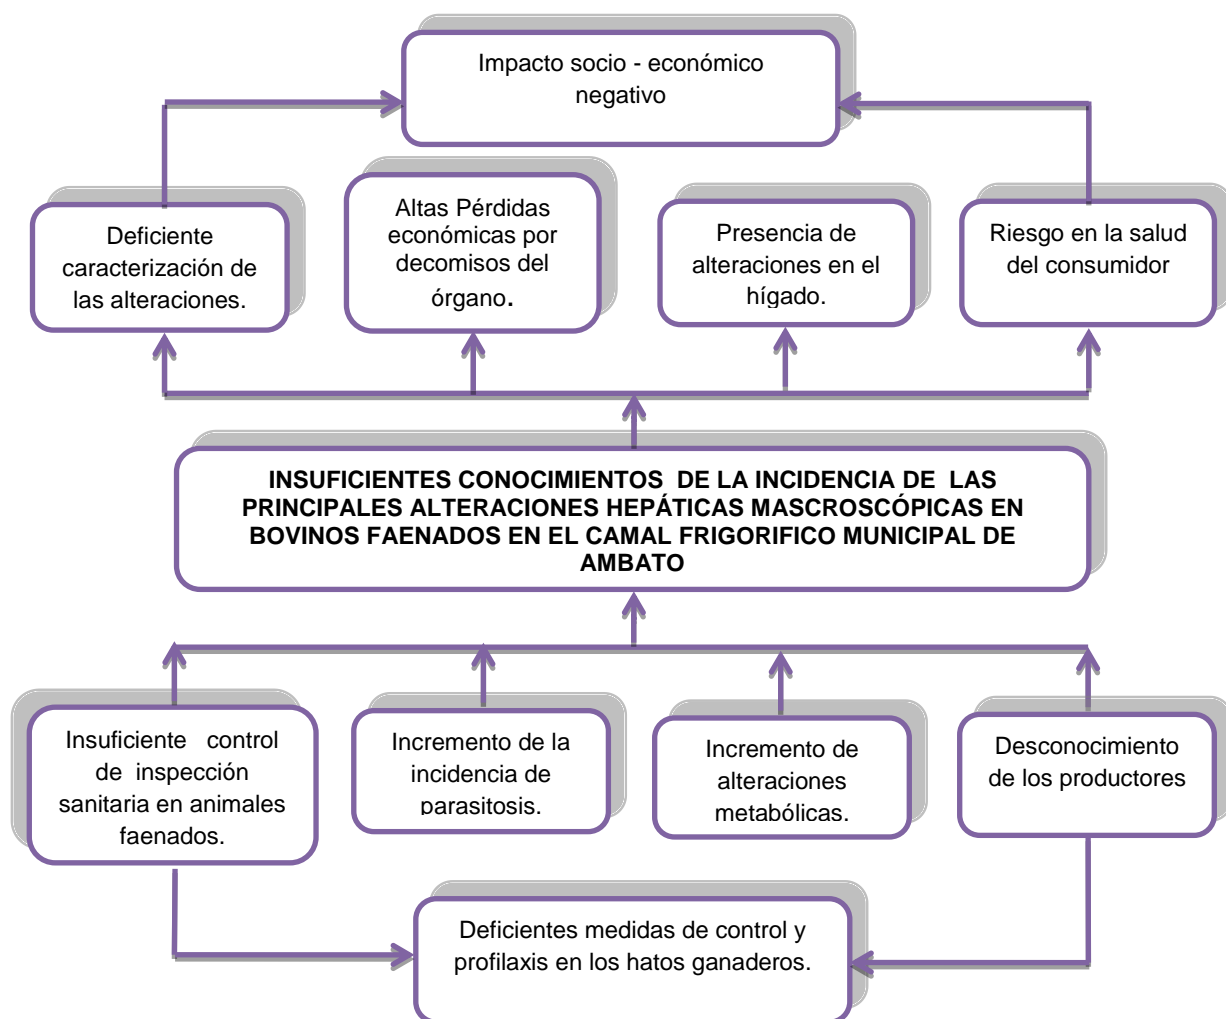 Impacto socio - económico
negativo
Deficiente
caracterización de
las alteraciones.
Altas Pérdidas
económicas por
decomisos del
órgano.
Presencia de
alteraciones en el
hígado.
Riesgo en la salud
del consumidor
INSUFICIENTES CONOCIMIENTOS DE LA INCIDENCIA DE LAS
PRINCIPALES ALTERACIONES HEPÁTICAS MASCROSCÓPICAS EN
BOVINOS FAENADOS EN EL CAMAL FRIGORIFICO MUNICIPAL DE
AMBATO
Insuficiente control
de inspección
sanitaria en animales
faenados.
Incremento de la
incidencia de
parasitosis.
Incremento de
alteraciones
metabólicas.
Desconocimiento
de los productores
Deficientes medidas de control y
profilaxis en los hatos ganaderos.